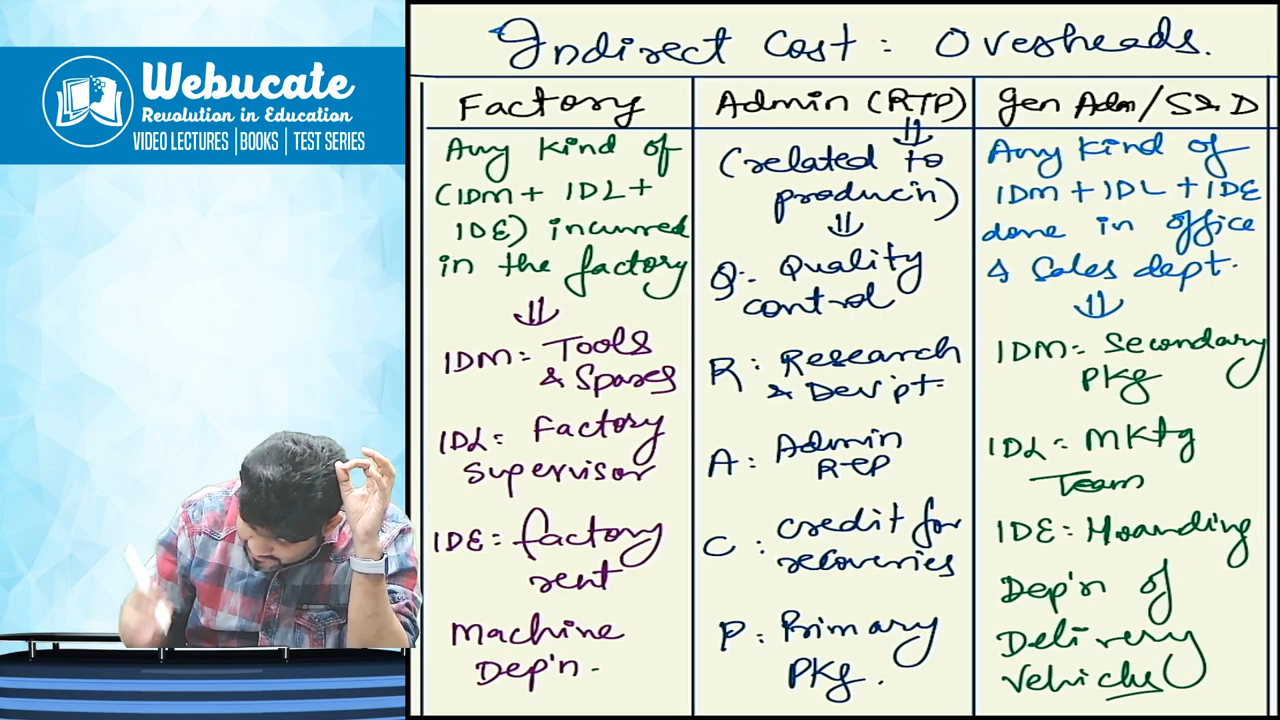 Webucate
Revolution in Education
VIDEO LECTURES | BOOKS | TEST SERIES
Indirect Cost : Overheads.
Factory
Any kind of
(IDM + IDL +
IDE) incurred
in the factory
⇓
IDM = Tools
& Spares
IDL = Factory
Supervisor
IDE = factory
rent
Machine
Dep'n.
Admin (RTP)
⇓
(related to
produc'n)
⇓
Q : Quality
control
R : Research
& Dev'pt.
A : Admin
RTP
C : Credit for
recoveries
P : Primary
PKg.
Gen Adm / S & D
Any kind of
IDM + IDL + IDE
done in office
& Sales dept.
⇓
IDM = Secondary
PKg
IDL = MKtg
Team
IDE = Hoarding
Dep'n of
Delivery
Vehicles